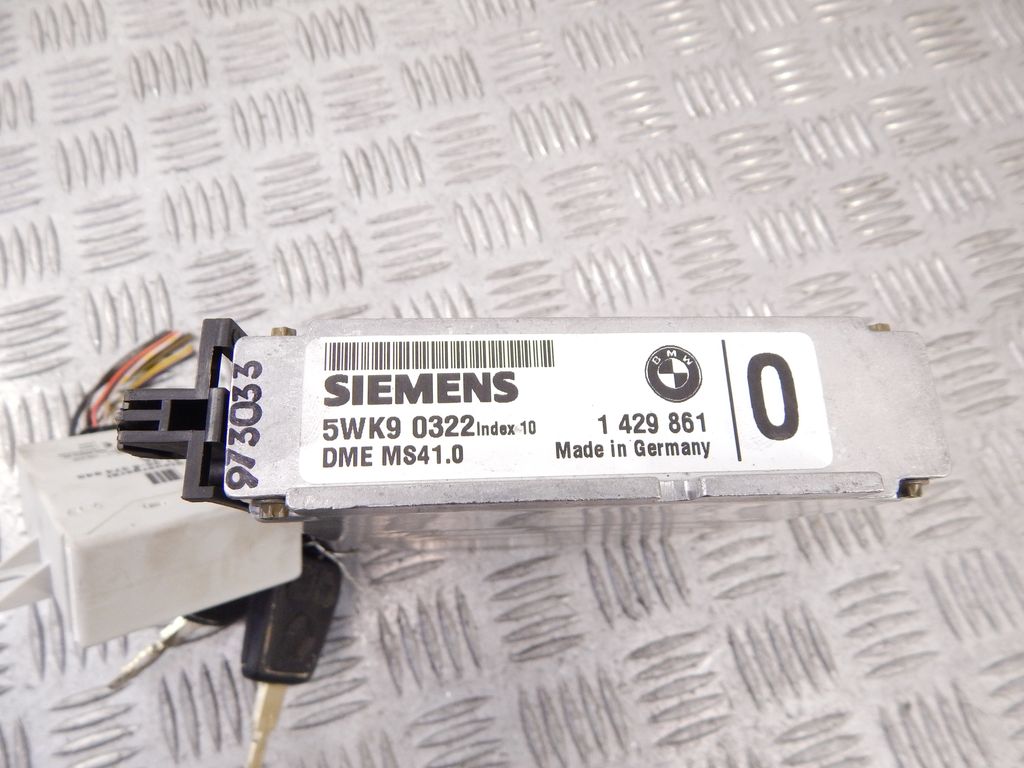 SIEMENS
5WK9 0322 Index 10
DME MS41.0
BMW
1 429 861
Made in Germany
0
973033